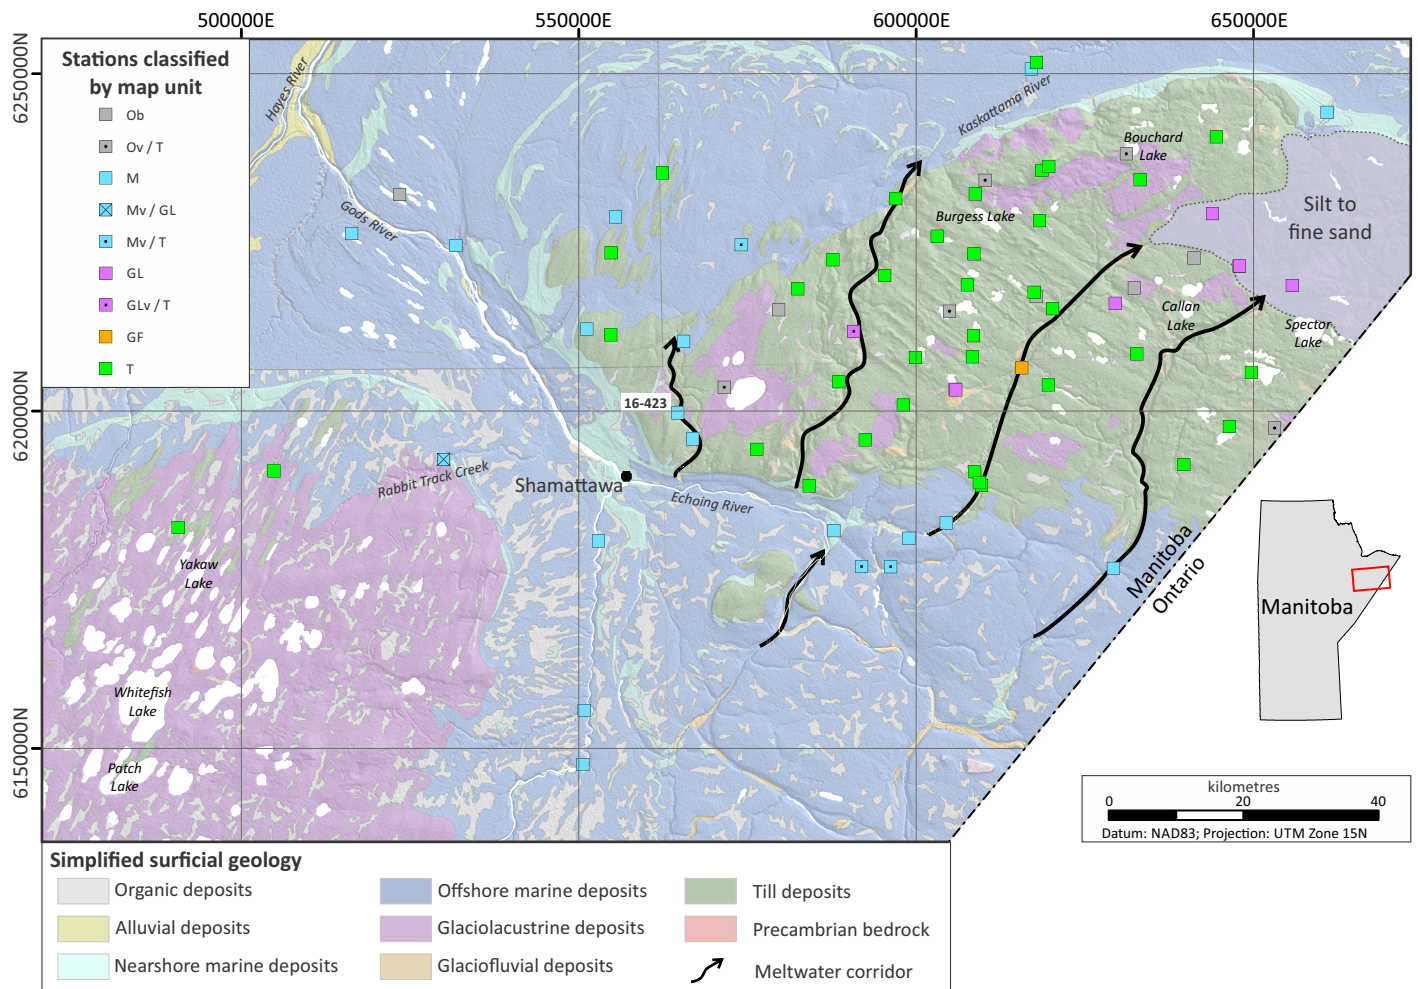 500000E
550000E
600000E
650000E
6250000N
6200000N
6150000N
Stations classified
by map unit
Ob
Ov / T
M
Mv / GL
Mv / T
GL
GLv / T
GF
T
Hayes River
Gods River
Kaskattama River
Bouchard
Lake
Burgess Lake
Silt to
fine sand
Callan
Lake
Spector
Lake
16-423
Rabbit Track Creek
Shamattawa
Echoing River
Yakaw
Lake
Whitefish
Lake
Patch
Lake
Manitoba
Ontario
Manitoba
kilometres
0
20
40
Datum: NAD83; Projection: UTM Zone 15N
Simplified surficial geology
Organic deposits
Alluvial deposits
Nearshore marine deposits
Offshore marine deposits
Glaciolacustrine deposits
Glaciofluvial deposits
Till deposits
Precambrian bedrock
Meltwater corridor